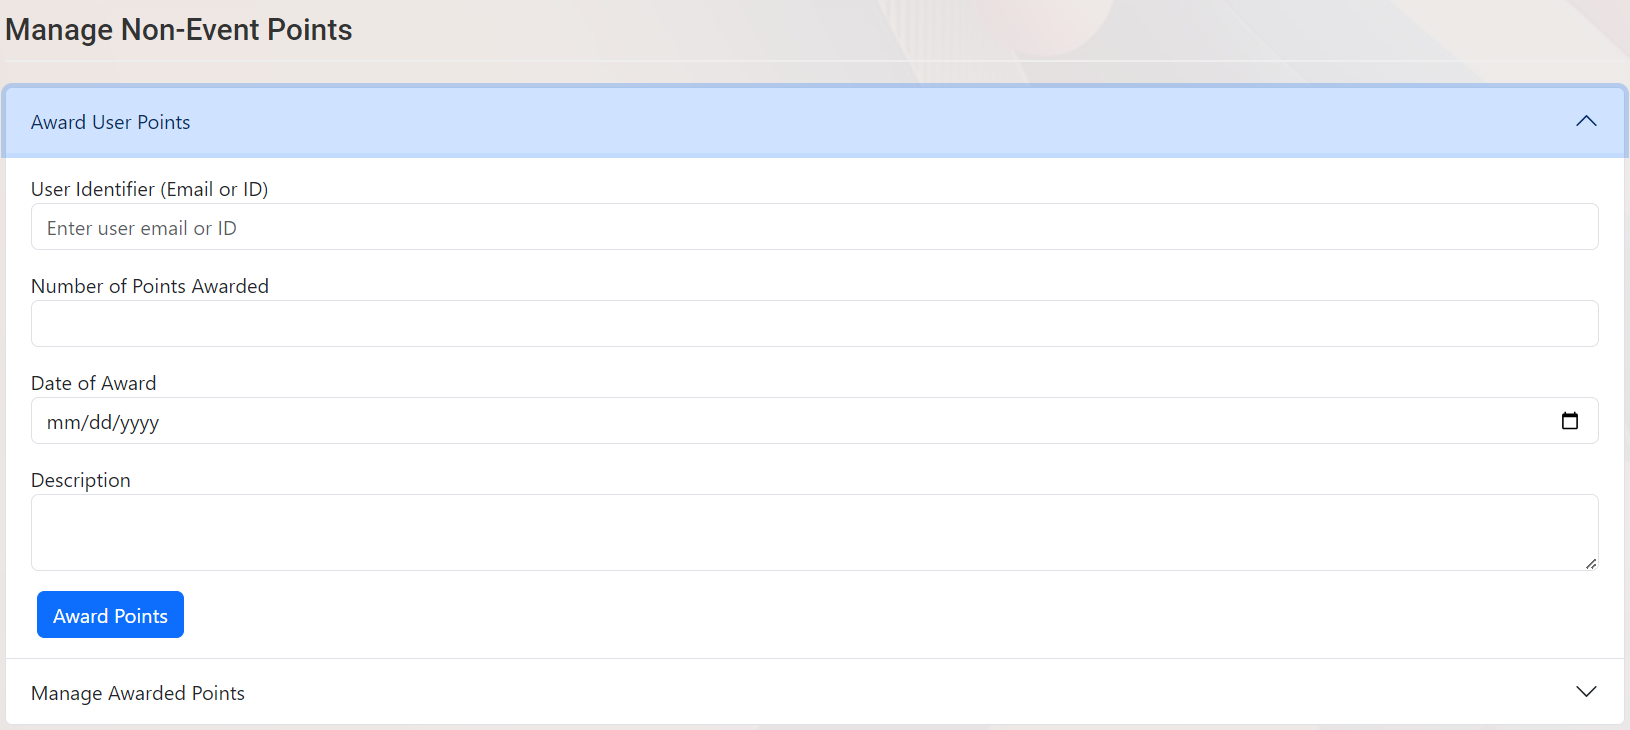 Manage Non-Event Points
Award User Points
User Identifier (Email or ID)
Enter user email or ID
Number of Points Awarded
Date of Award
mm/dd/yyyy
Description
Award Points
Manage Awarded Points